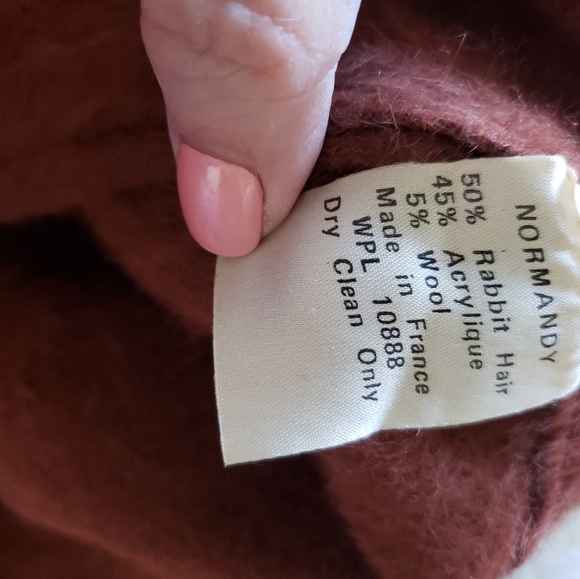 NORMANDY
50% Rabbit Hair
45% Acrylique
5% Wool
Made in France
WPL 10888
Dry Clean Only